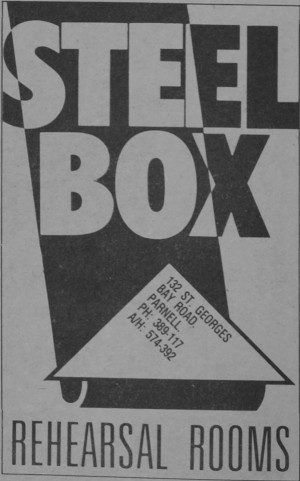 STEEL
BOX
132 ST. GEORGES
BAY ROAD,
PARNELL.
PH: 389-117
A/H: 574-392
REHEARSAL ROOMS